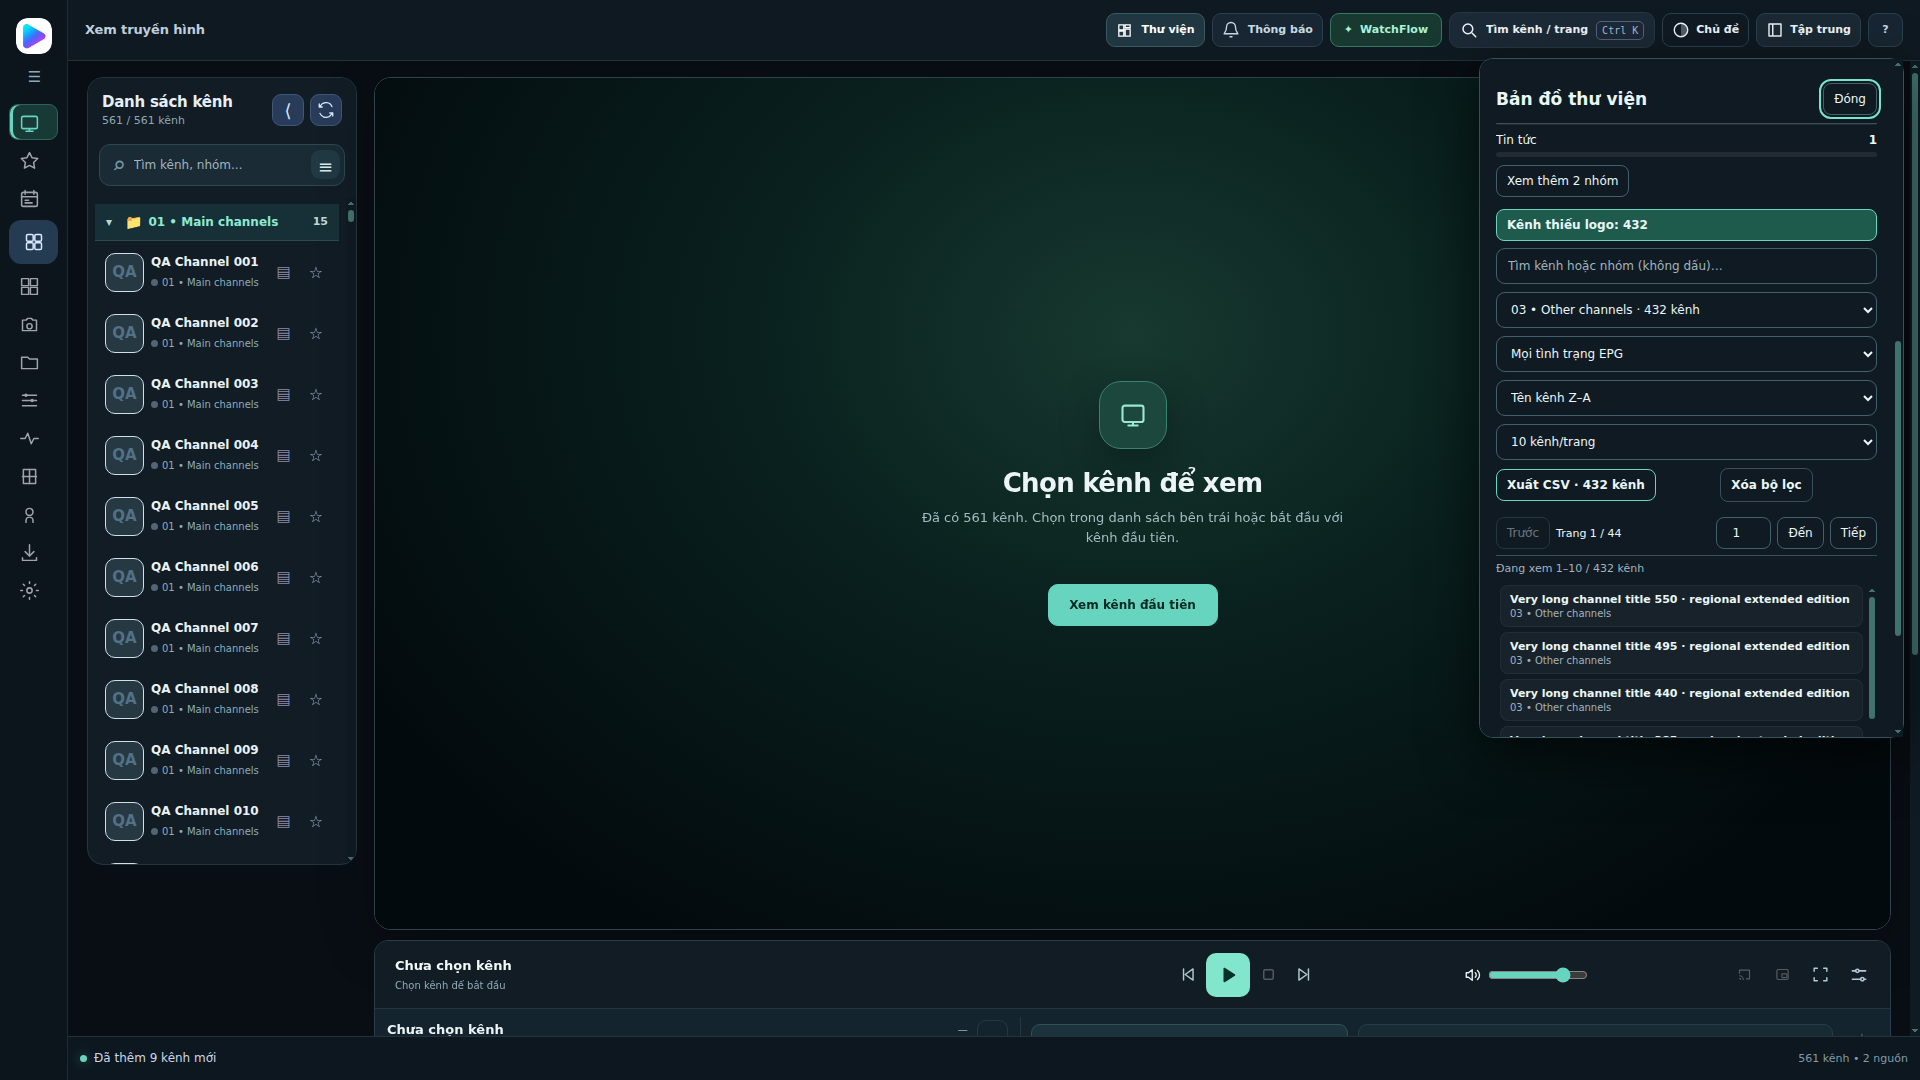 Xem truyền hình
Thư viện
Thông báo
✦ WatchFlow
Tìm kênh / trang Ctrl K
Chủ đề
Tập trung
?
Danh sách kênh
561 / 561 kênh
Tìm kênh, nhóm...
01 • Main channels 15
QA QA Channel 001
01 • Main channels
QA QA Channel 002
01 • Main channels
QA QA Channel 003
01 • Main channels
QA QA Channel 004
01 • Main channels
QA QA Channel 005
01 • Main channels
QA QA Channel 006
01 • Main channels
QA QA Channel 007
01 • Main channels
QA QA Channel 008
01 • Main channels
QA QA Channel 009
01 • Main channels
QA QA Channel 010
01 • Main channels
Chọn kênh để xem
Đã có 561 kênh. Chọn trong danh sách bên trái hoặc bắt đầu với
kênh đầu tiên.
Xem kênh đầu tiên
Bản đồ thư viện
Đóng
Tin tức 1
Xem thêm 2 nhóm
Kênh thiếu logo: 432
Tìm kênh hoặc nhóm (không dấu)...
03 • Other channels · 432 kênh
Mọi tình trạng EPG
Tên kênh Z–A
10 kênh/trang
Xuất CSV · 432 kênh
Xóa bộ lọc
Trước Trang 1 / 44 1 Đến Tiếp
Đang xem 1–10 / 432 kênh
Very long channel title 550 · regional extended edition
03 • Other channels
Very long channel title 495 · regional extended edition
03 • Other channels
Very long channel title 440 · regional extended edition
03 • Other channels
Chưa chọn kênh
Chọn kênh để bắt đầu
Chưa chọn kênh
—
Đã thêm 9 kênh mới
561 kênh • 2 nguồn